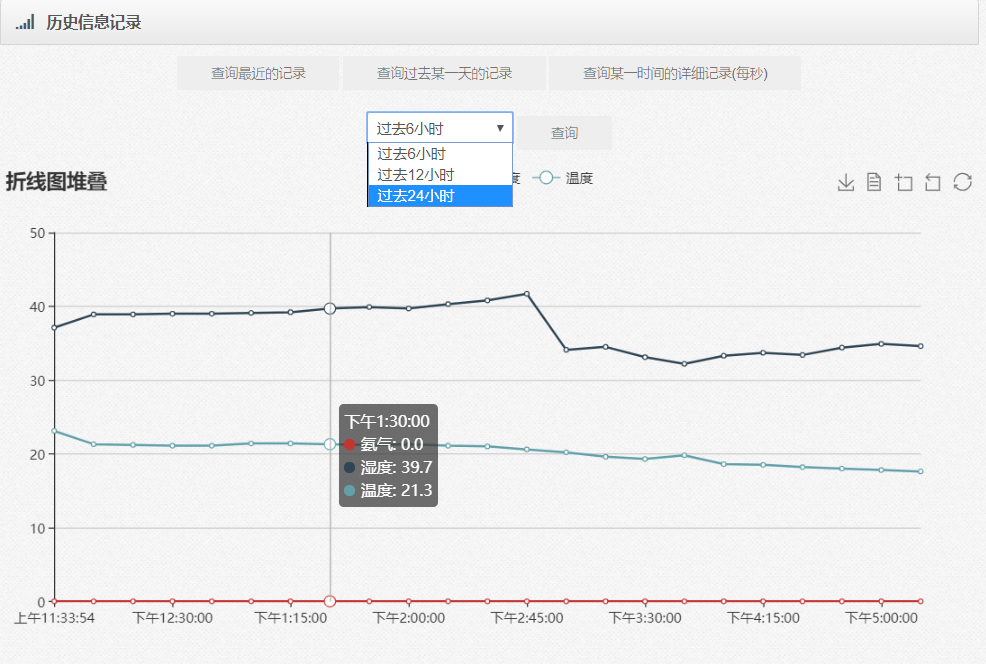 历史信息记录
查询最近的记录 查询过去某一天的记录 查询某一时间的详细记录(每秒)
过去6小时 查询
过去6小时
过去12小时
过去24小时
折线图堆叠
度 温度
50
40
30
20
10
0
下午1:30:00
氨气: 0.0
湿度: 39.7
温度: 21.3
上午11:33:54 下午12:30:00 下午1:15:00 下午2:00:00 下午2:45:00 下午3:30:00 下午4:15:00 下午5:00:00